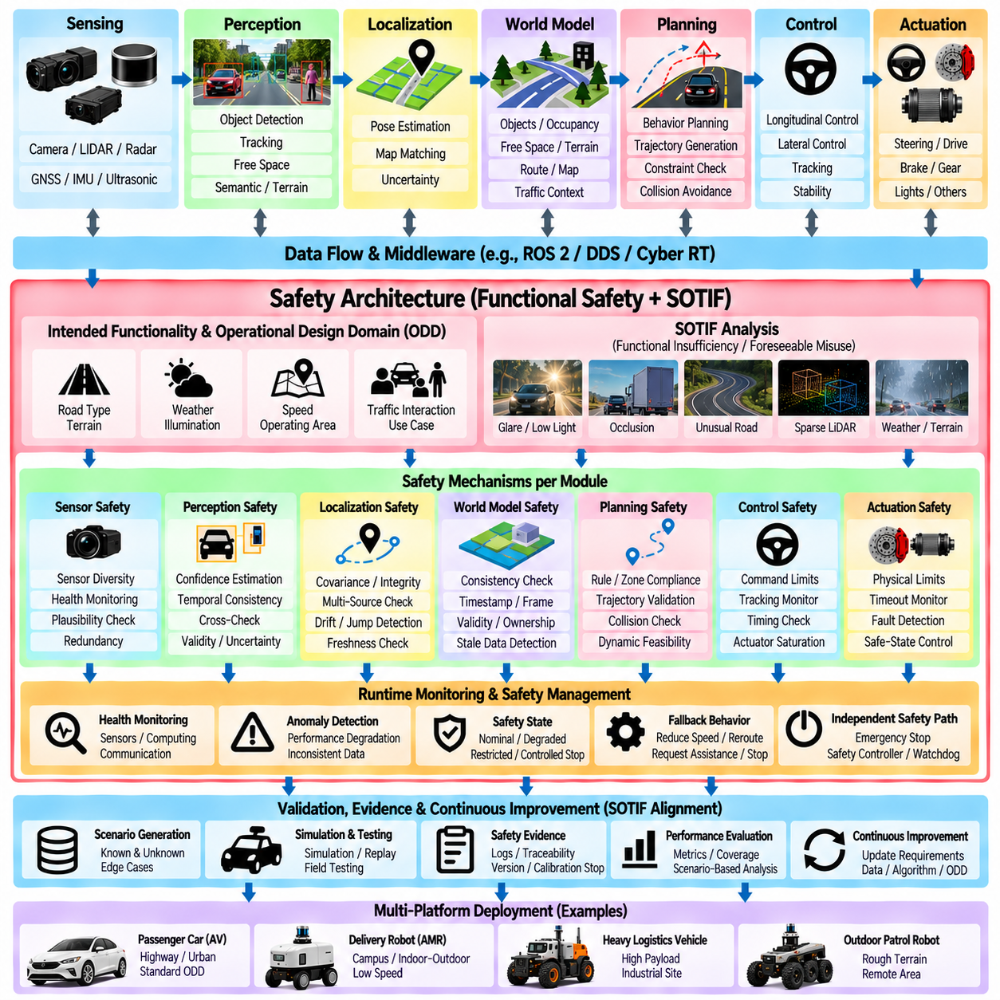 Sensing
Camera / LIDAR / Radar
GNSS / IMU / Ultrasonic
Perception
Object Detection
Tracking
Free Space
Semantic / Terrain
Localization
Pose Estimation
Map Matching
Uncertainty
World Model
Objects / Occupancy
Free Space / Terrain
Route / Map
Traffic Context
Planning
Behavior Planning
Trajectory Generation
Constraint Check
Collision Avoidance
Control
Longitudinal Control
Lateral Control
Tracking
Stability
Actuation
Steering / Drive
Brake / Gear
Lights / Others
Data Flow & Middleware (e.g., ROS 2 / DDS / Cyber RT)
Safety Architecture (Functional Safety + SOTIF)
Intended Functionality & Operational Design Domain (ODD)
Road Type
Terrain
Weather
Illumination
Speed
Operating Area
Traffic Interaction
Use Case
SOTIF Analysis
(Functional Insufficiency / Foreseeable Misuse)
Glare / Low Light
Occlusion
Unusual Road
Sparse LiDAR
Weather / Terrain
Safety Mechanisms per Module
Sensor Safety
Sensor Diversity
Health Monitoring
Plausibility Check
Redundancy
Perception Safety
Confidence Estimation
Temporal Consistency
Cross-Check
Validity / Uncertainty
Localization Safety
Covariance / Integrity
Multi-Source Check
Drift / Jump Detection
Freshness Check
World Model Safety
Consistency Check
Timestamp / Frame
Validity / Ownership
Stale Data Detection
Planning Safety
Rule / Zone Compliance
Trajectory Validation
Collision Check
Dynamic Feasibility
Control Safety
Command Limits
Tracking Monitor
Timing Check
Actuator Saturation
Actuation Safety
Physical Limits
Timeout Monitor
Fault Detection
Safe-State Control
Runtime Monitoring & Safety Management
Health Monitoring
Sensors / Computing
Communication
Anomaly Detection
Performance Degradation
Inconsistent Data
Safety State
Nominal / Degraded
Restricted / Controlled Stop
Fallback Behavior
Reduce Speed / Reroute
Request Assistance / Stop
Independent Safety Path
Emergency Stop
Safety Controller / Watchdog
Validation, Evidence & Continuous Improvement (SOTIF Alignment)
Scenario Generation
Known & Unknown
Edge Cases
Simulation & Testing
Simulation / Replay
Field Testing
Safety Evidence
Logs / Traceability
Version / Calibration Stop
Performance Evaluation
Metrics / Coverage
Scenario-Based Analysis
Continuous Improvement
Update Requirements
Data / Algorithm / ODD
Multi-Platform Deployment (Examples)
Passenger Car (AV)
Highway / Urban
Standard ODD
Delivery Robot (AMR)
Campus / Indoor-Outdoor
Low Speed
Heavy Logistics Vehicle
High Payload
Industrial Site
Outdoor Patrol Robot
Rough Terrain
Remote Area